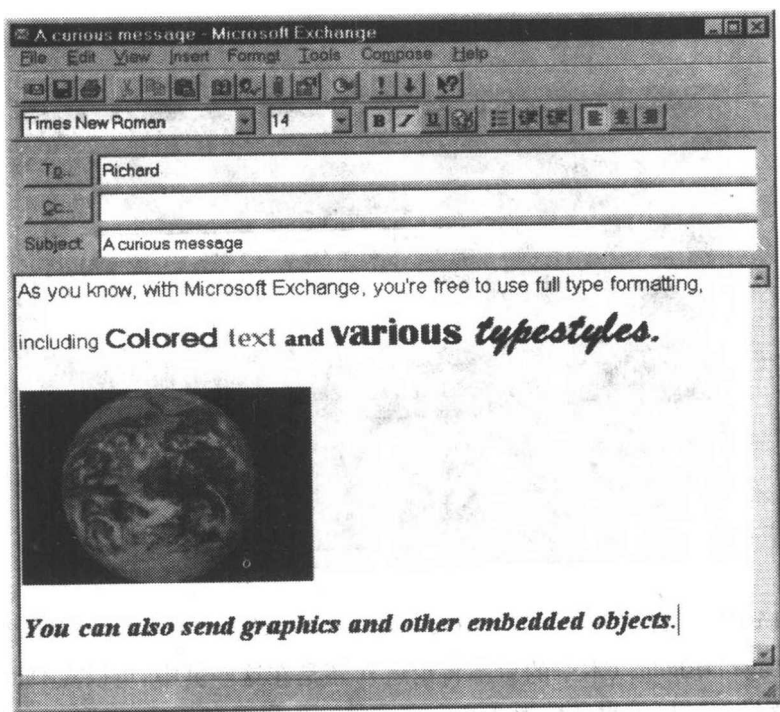 A curious message - Microsoft Exchange
File Edit View Insert Format Tools Compose Help
Times New Roman 14 B I U
To... Richard
Cc...
Subject: A curious message
As you know, with Microsoft Exchange, you're free to use full type formatting,
including Colored text and various typestyles.
You can also send graphics and other embedded objects.